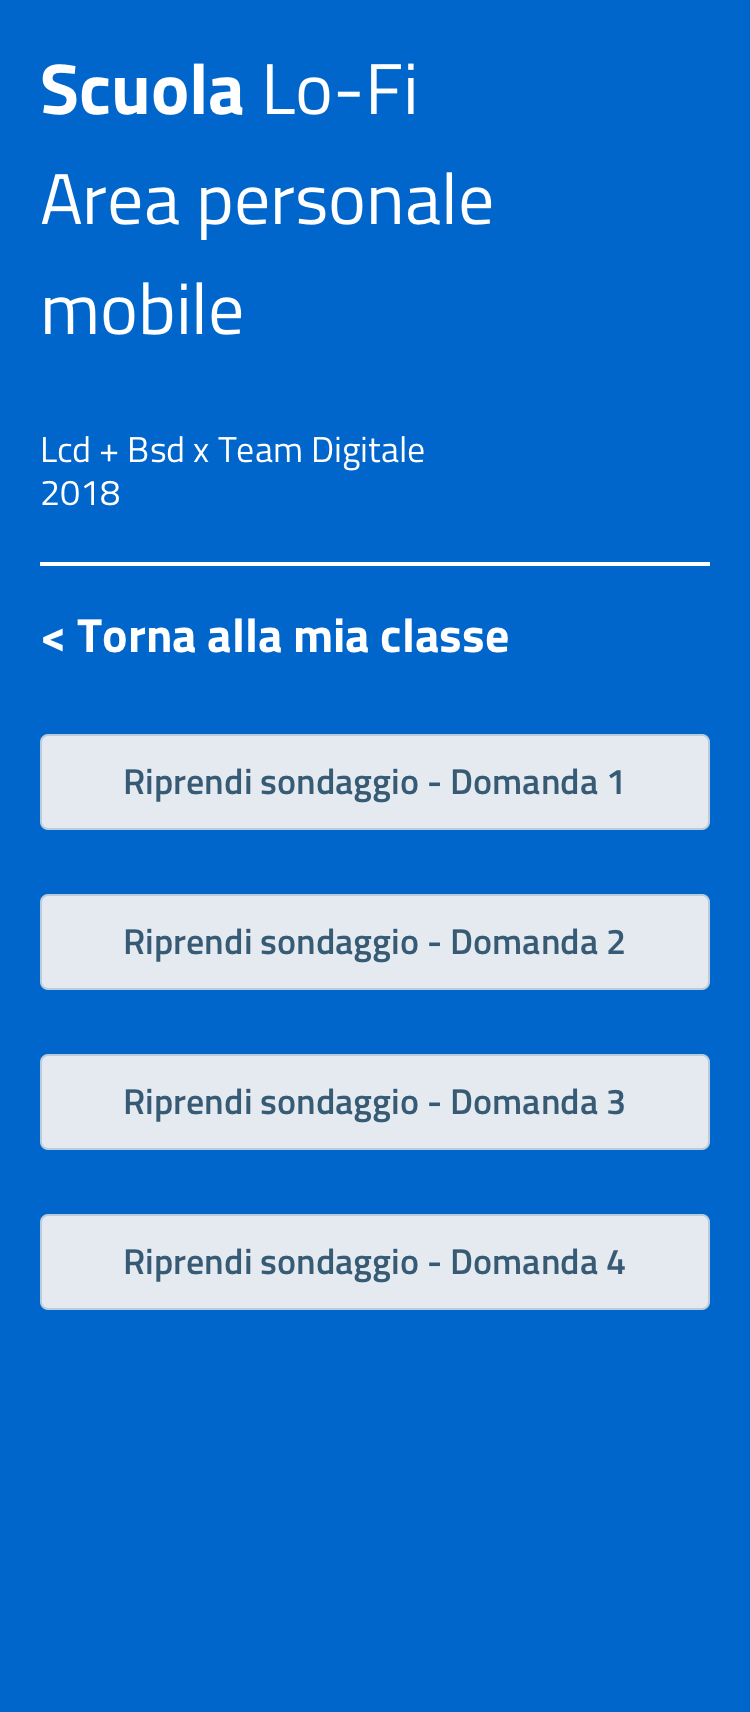 Scuola Lo-Fi
Area personale
mobile
Lcd + Bsd x Team Digitale
2018
< Torna alla mia classe
Riprendi sondaggio - Domanda 1
Riprendi sondaggio - Domanda 2
Riprendi sondaggio - Domanda 3
Riprendi sondaggio - Domanda 4